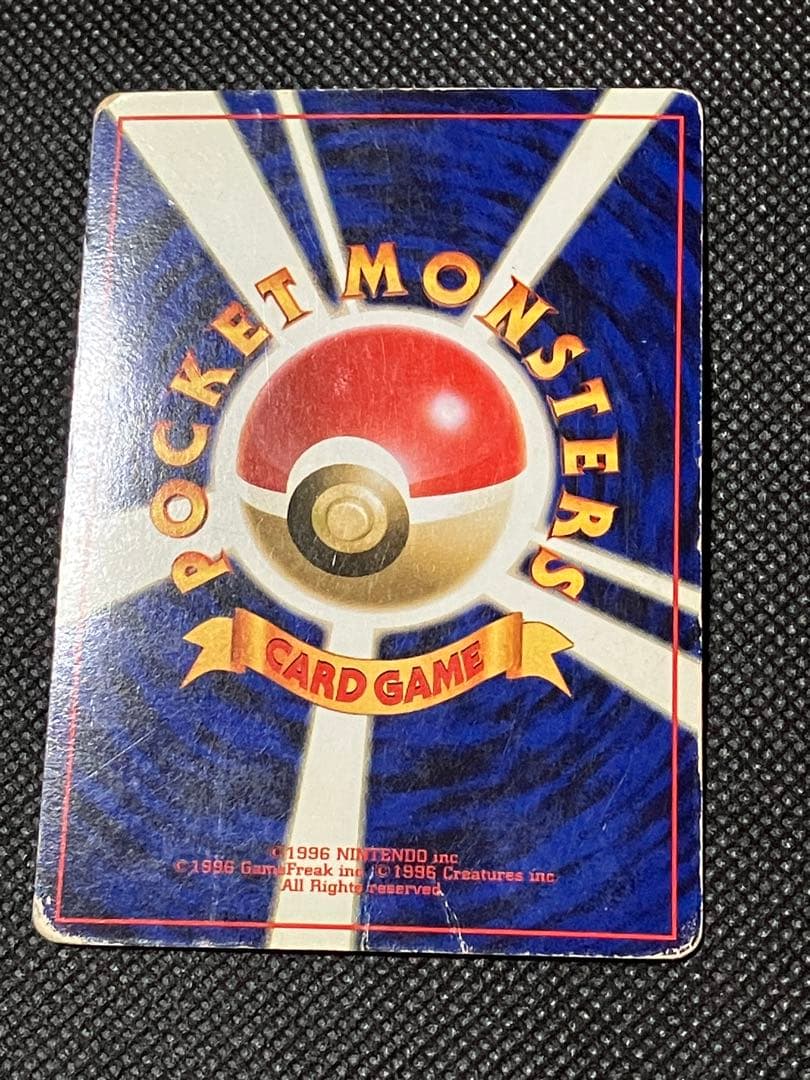 POCKET MONSTERS
CARD GAME
©1996 NINTENDO inc
©1996 GameFreak inc ©1996 Creatures inc
All Rights reserved